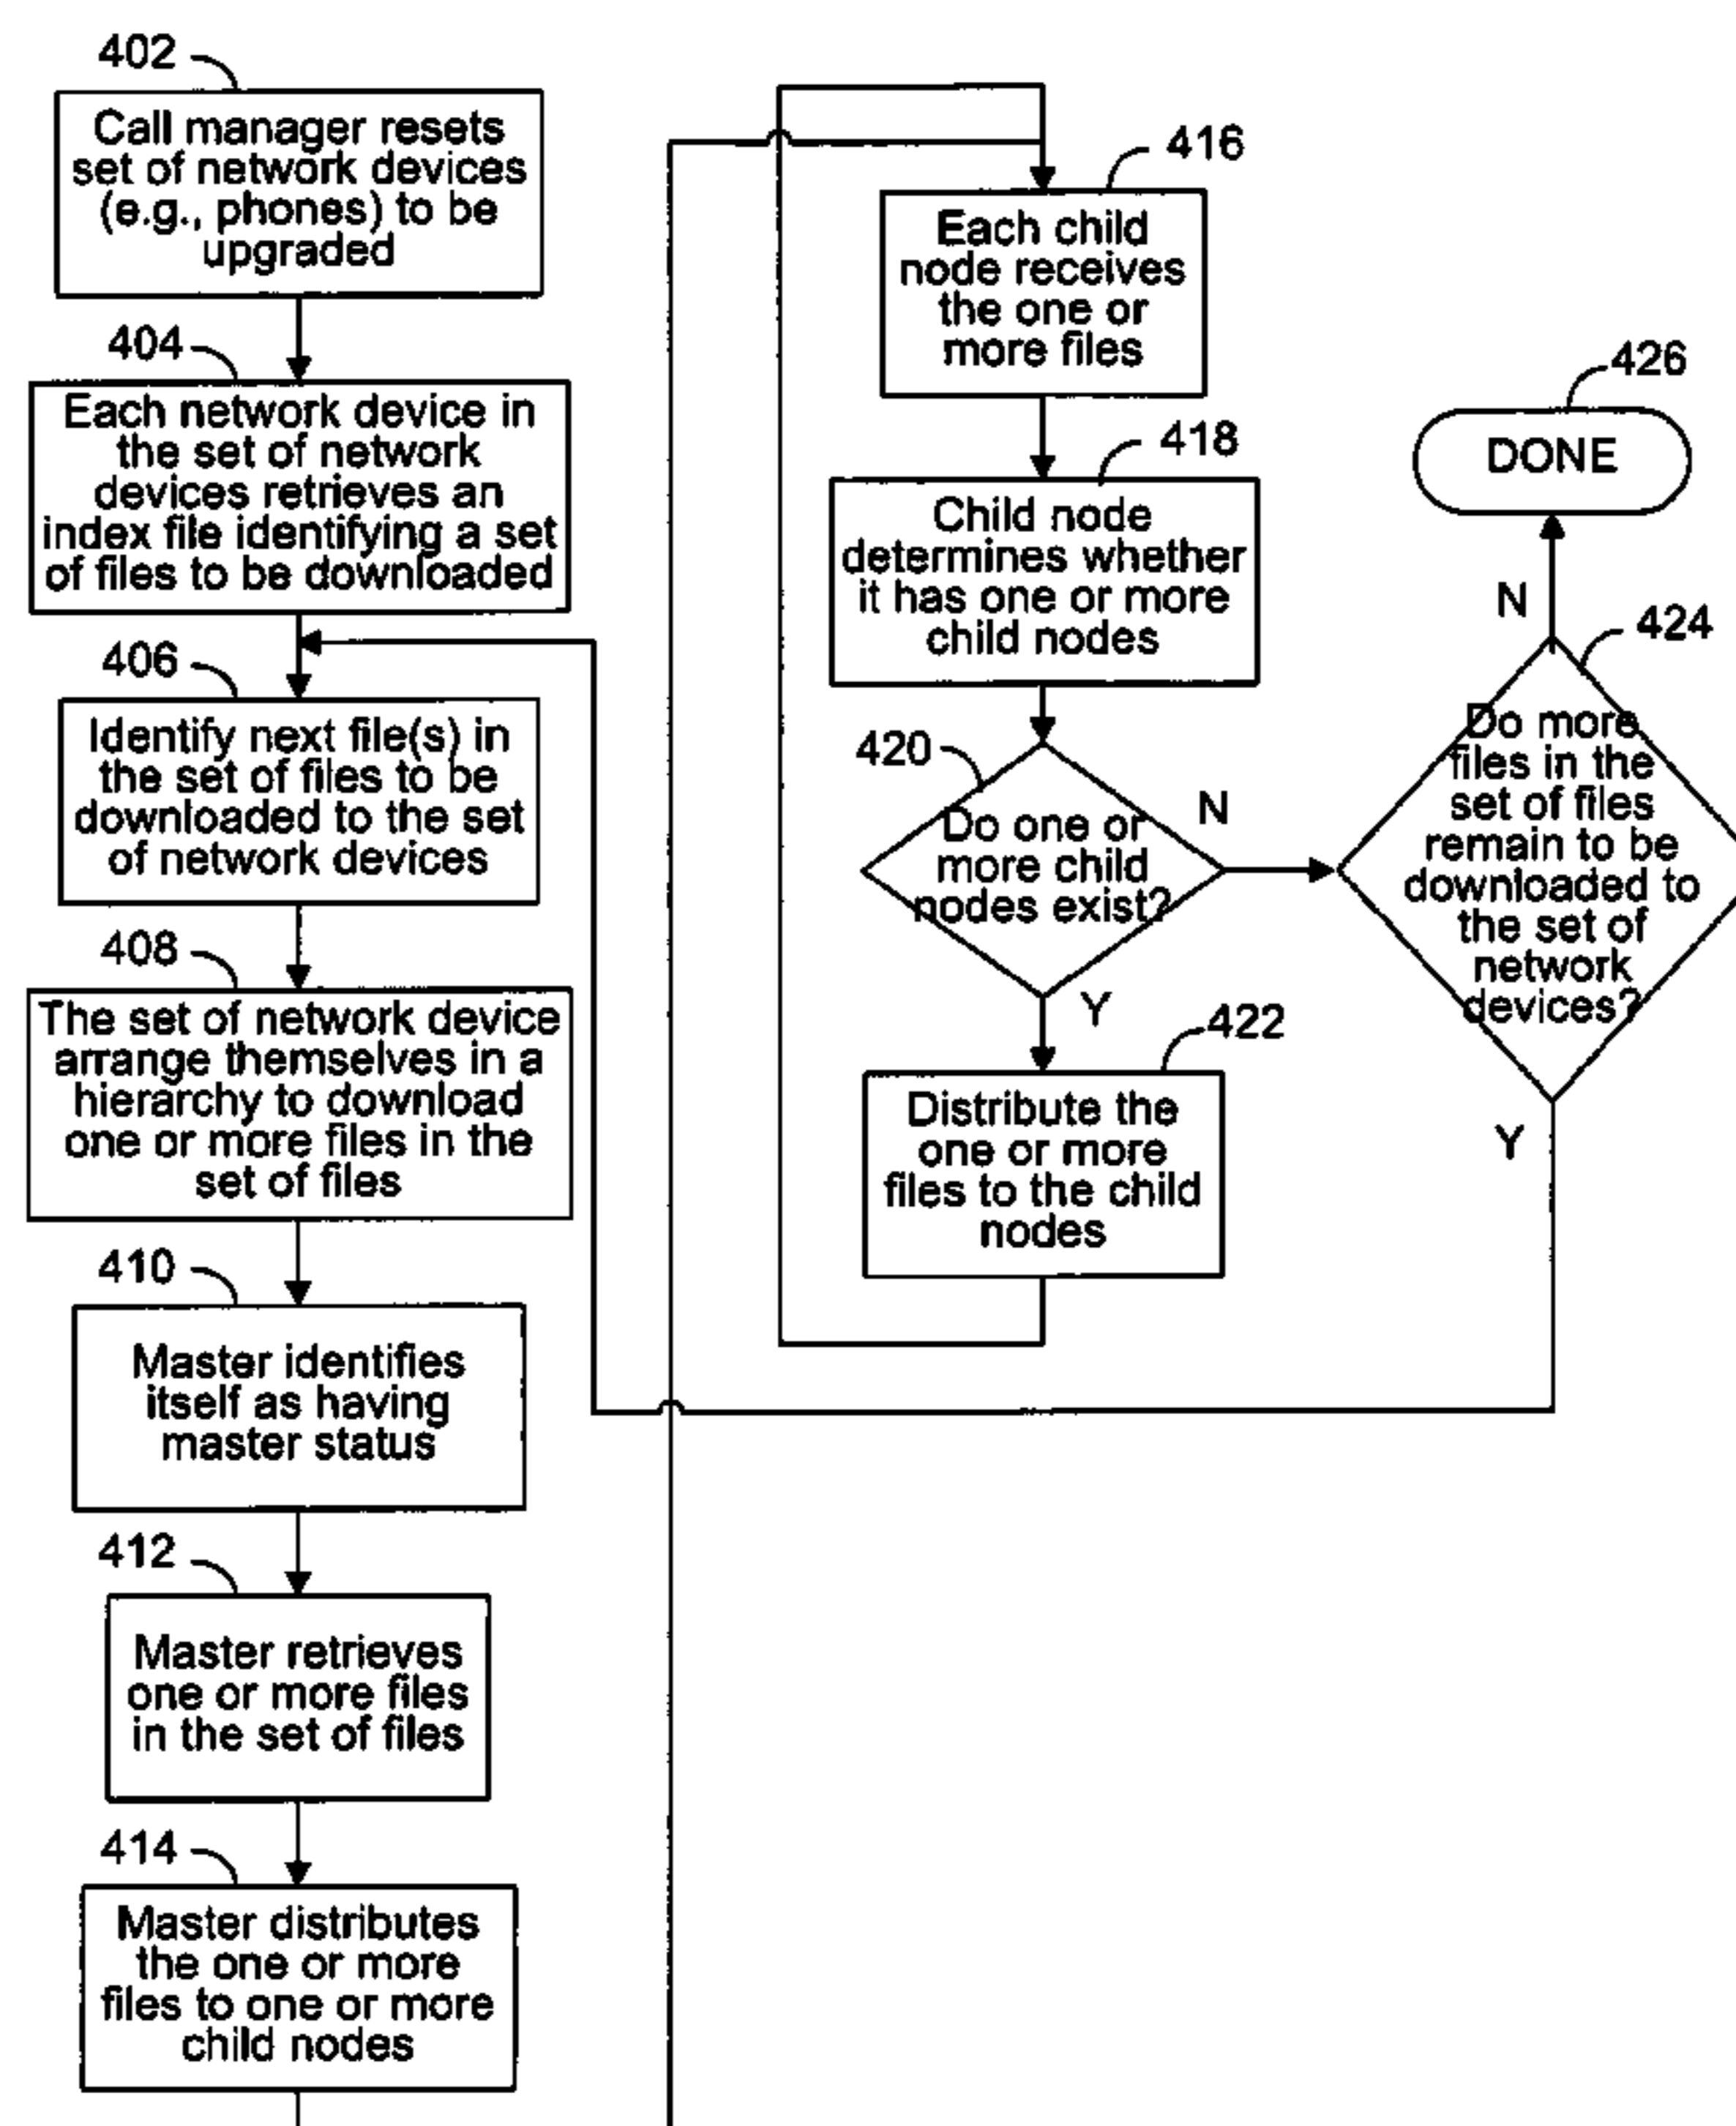 402
Call manager resets
set of network devices
(e.g., phones) to be
upgraded
404
Each network device in
the set of network
devices retrieves an
index file identifying a set
of files to be downloaded
406
Identify next file(s) in
the set of files to be
downloaded to the set
of network devices
408
The set of network device
arrange themselves in a
hierarchy to download
one or more files in the
set of files
410
Master identifies
itself as having
master status
412
Master retrieves
one or more files
in the set of files
414
Master distributes
the one or more
files to one or more
child nodes
416
Each child
node receives
the one or
more files
418
Child node
determines whether
it has one or more
child nodes
420
Do one or
more child
nodes exist?
N
Y
422
Distribute the
one or more
files to the child
nodes
424
Do more
files in the
set of files
remain to be
downloaded to
the set of
network
devices?
N
Y
426
DONE